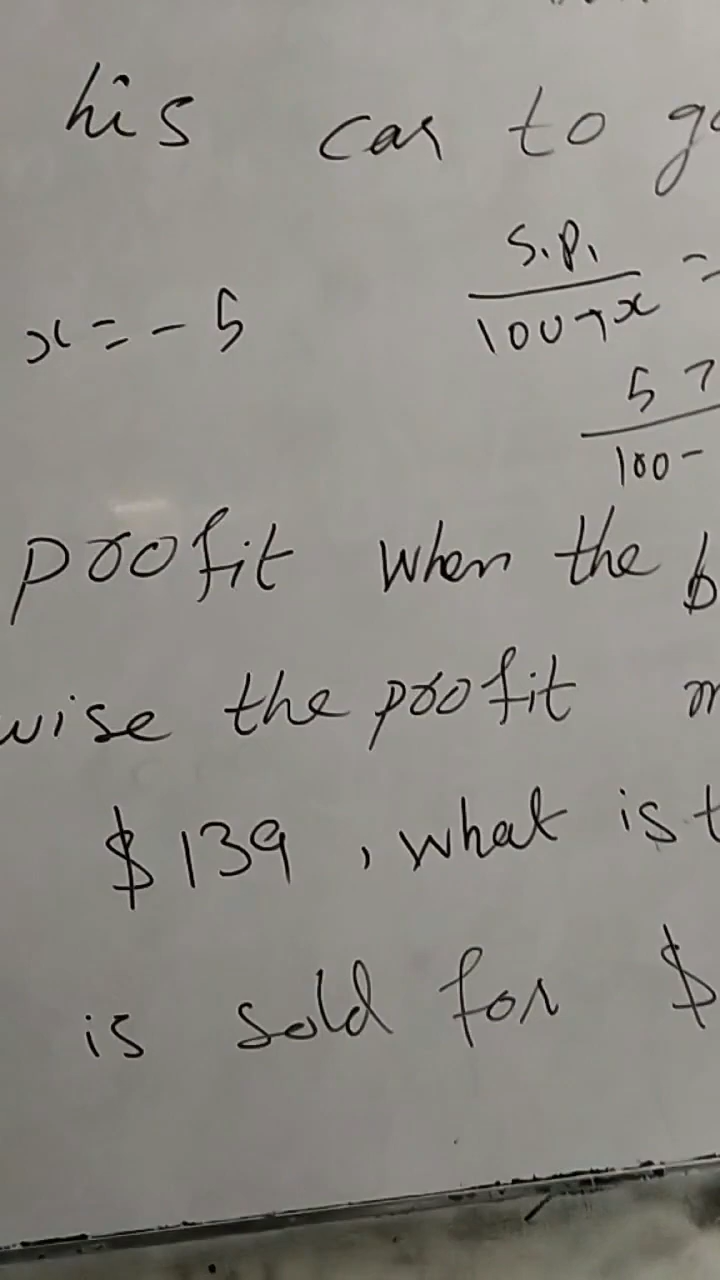 his car to
x = - 5
S.P.
100+x =
5 7
100 -
profit when the
wise the profit
$ 139 , what is
is sold for $